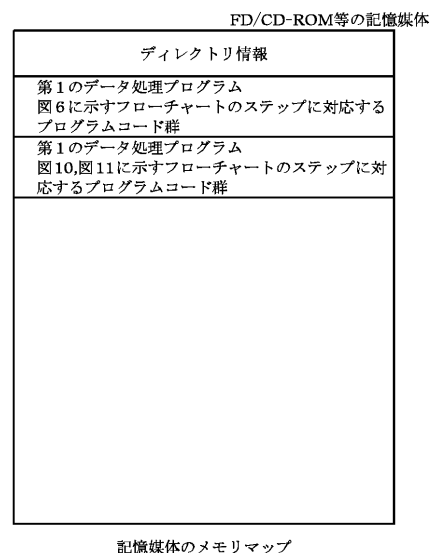 FD/CD-ROM等の記憶媒体
ディレクトリ情報
第1のデータ処理プログラム
図6に示すフローチャートのステップに対応する
プログラムコード群
第1のデータ処理プログラム
図10,図11に示すフローチャートのステップに対
応するプログラムコード群
記憶媒体のメモリマップ